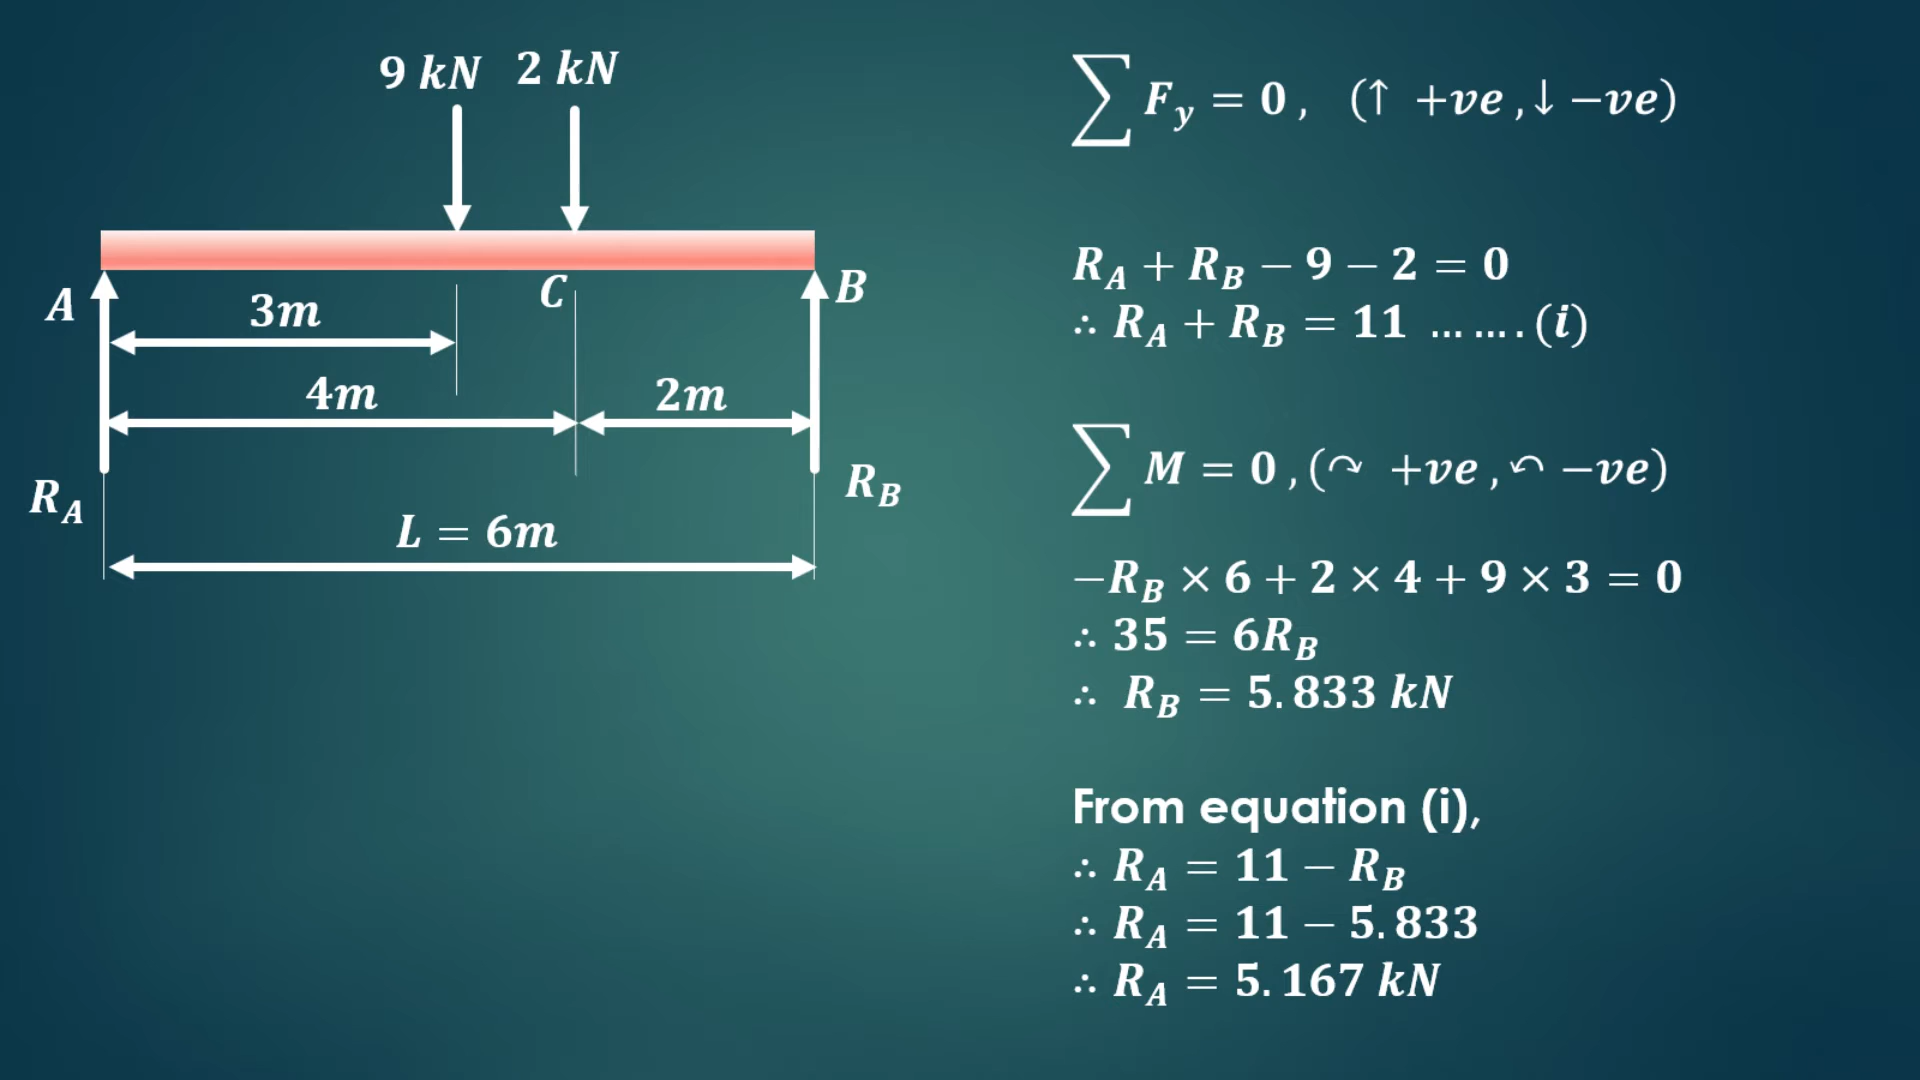 9 kN 2 kN
A
C
B
3m
4m
2m
R_A
R_B
L = 6m
∑ F_y = 0 , (↑ +ve ,↓ −ve)
R_A + R_B − 9 − 2 = 0
∴ R_A + R_B = 11 … … . (i)
∑ M = 0 , (↷ +ve , ↶ −ve)
−R_B × 6 + 2 × 4 + 9 × 3 = 0
∴ 35 = 6R_B
∴ R_B = 5.833 kN
From equation (i),
∴ R_A = 11 − R_B
∴ R_A = 11 − 5.833
∴ R_A = 5.167 kN